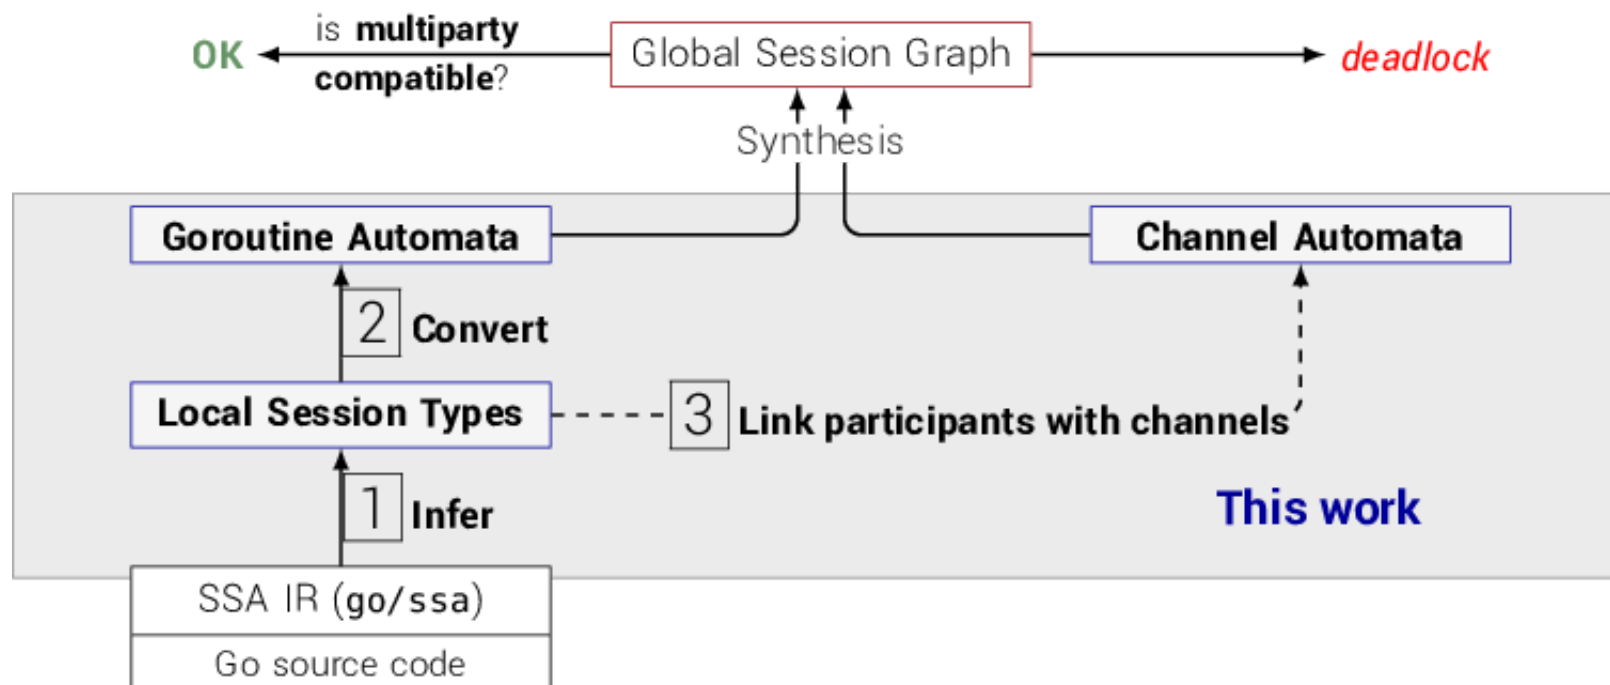 OK
is multiparty
compatible?
Global Session Graph
deadlock
Synthesis
Goroutine Automata
Channel Automata
2 Convert
Local Session Types
3 Link participants with channels
1 Infer
This work
SSA IR (go/ssa)
Go source code